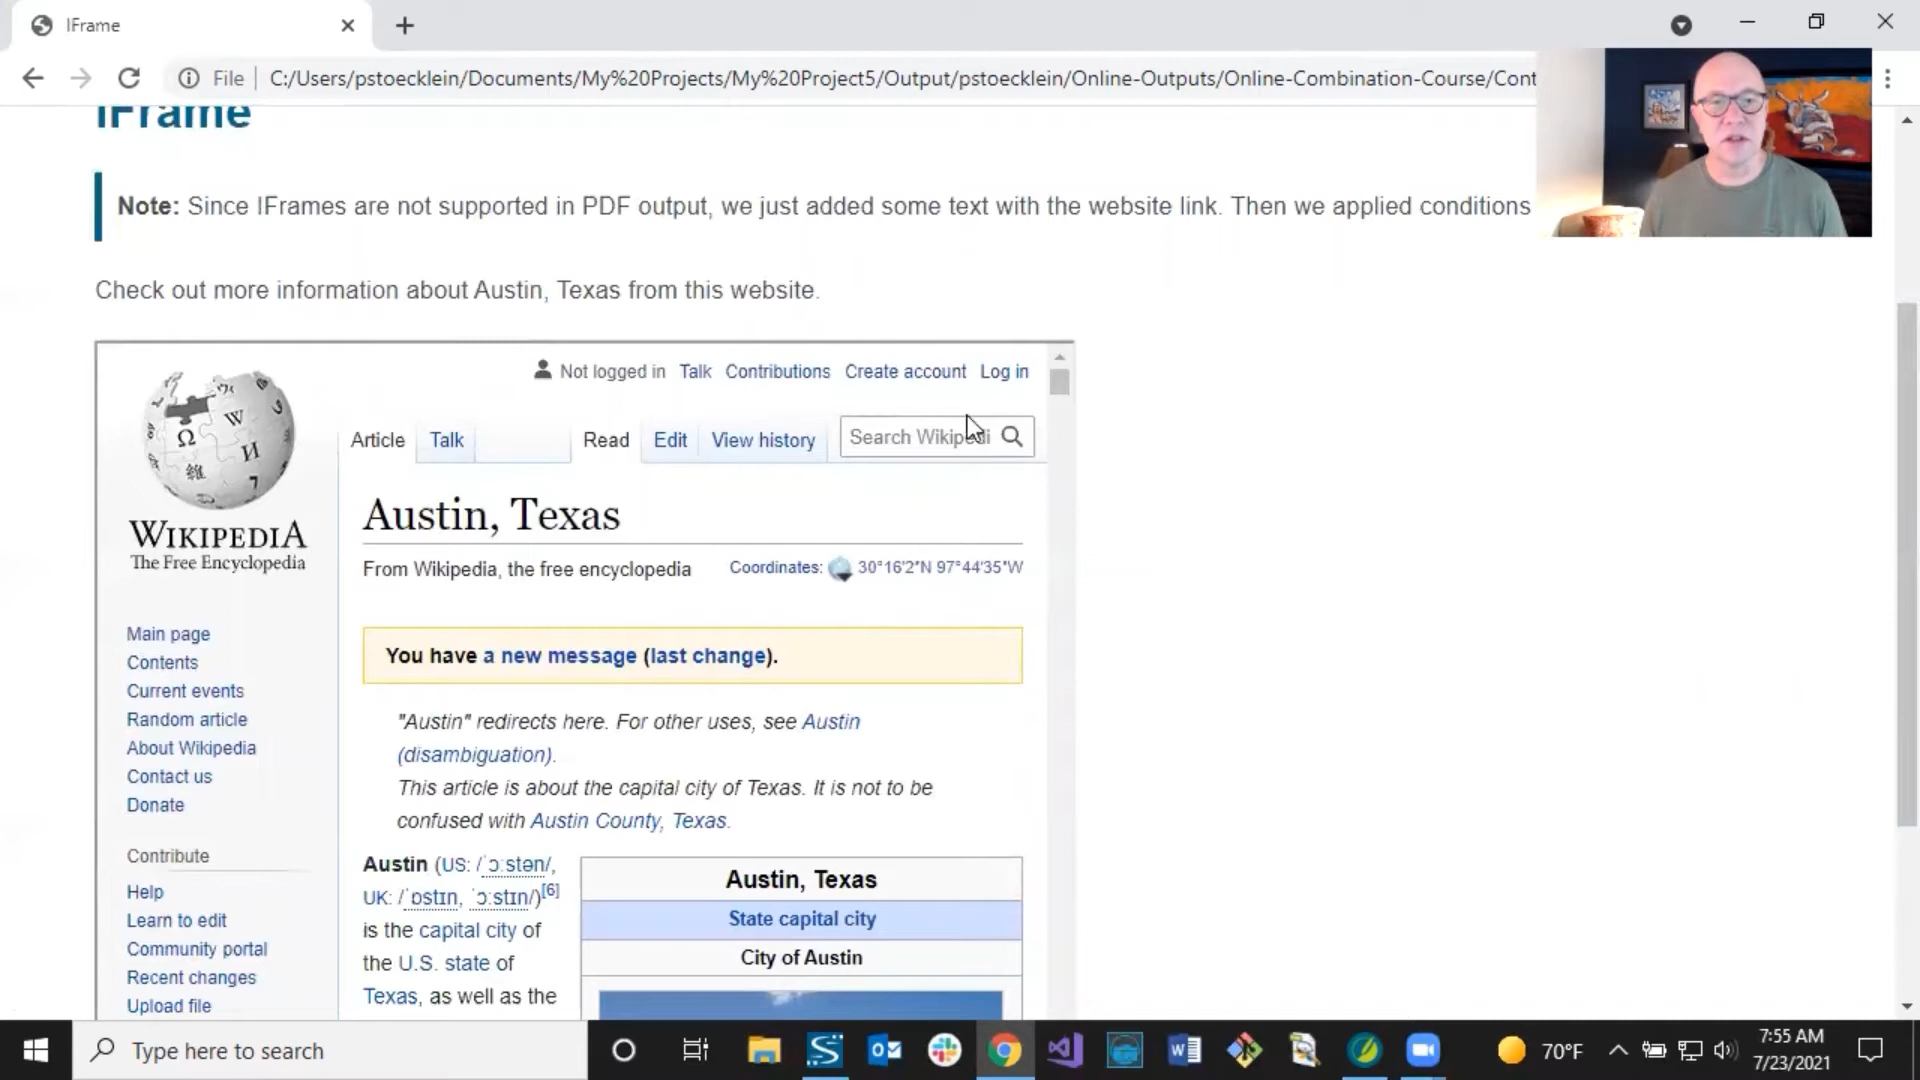 IFrame
File
C:/Users/pstoecklein/Documents/My%20Projects/My%20Project5/Output/pstoecklein/Online-Outputs/Online-Combination-Course/Cont
IFrame
Note: Since IFrames are not supported in PDF output, we just added some text with the website link. Then we applied conditions
Check out more information about Austin, Texas from this website.
Not logged in Talk Contributions Create account Log in
Article Talk Read Edit View history Search Wikipedi
WIKIPEDIA
The Free Encyclopedia
Austin, Texas
From Wikipedia, the free encyclopedia
Coordinates: 30°16'2"N 97°44'35"W
You have a new message (last change).
"Austin" redirects here. For other uses, see Austin
(disambiguation).
This article is about the capital city of Texas. It is not to be
confused with Austin County, Texas.
Main page
Contents
Current events
Random article
About Wikipedia
Contact us
Donate
Contribute
Help
Learn to edit
Community portal
Recent changes
Upload file
Austin (US: /ˈɔːstən/,
UK: /ˈɒstɪn, ˈɔːstɪn/)[6]
is the capital city of
the U.S. state of
Texas, as well as the
Austin, Texas
State capital city
City of Austin
Type here to search
70°F
7:55 AM
7/23/2021